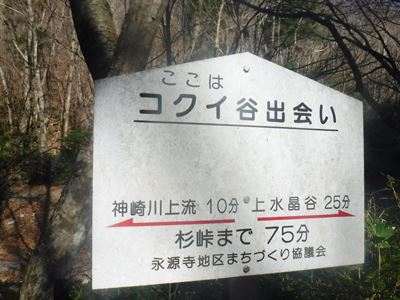 ここは
コクイ谷出会い
神崎川上流 10分 上水晶谷 25分
杉峠まで 75分
永源寺地区まちづくり協議会